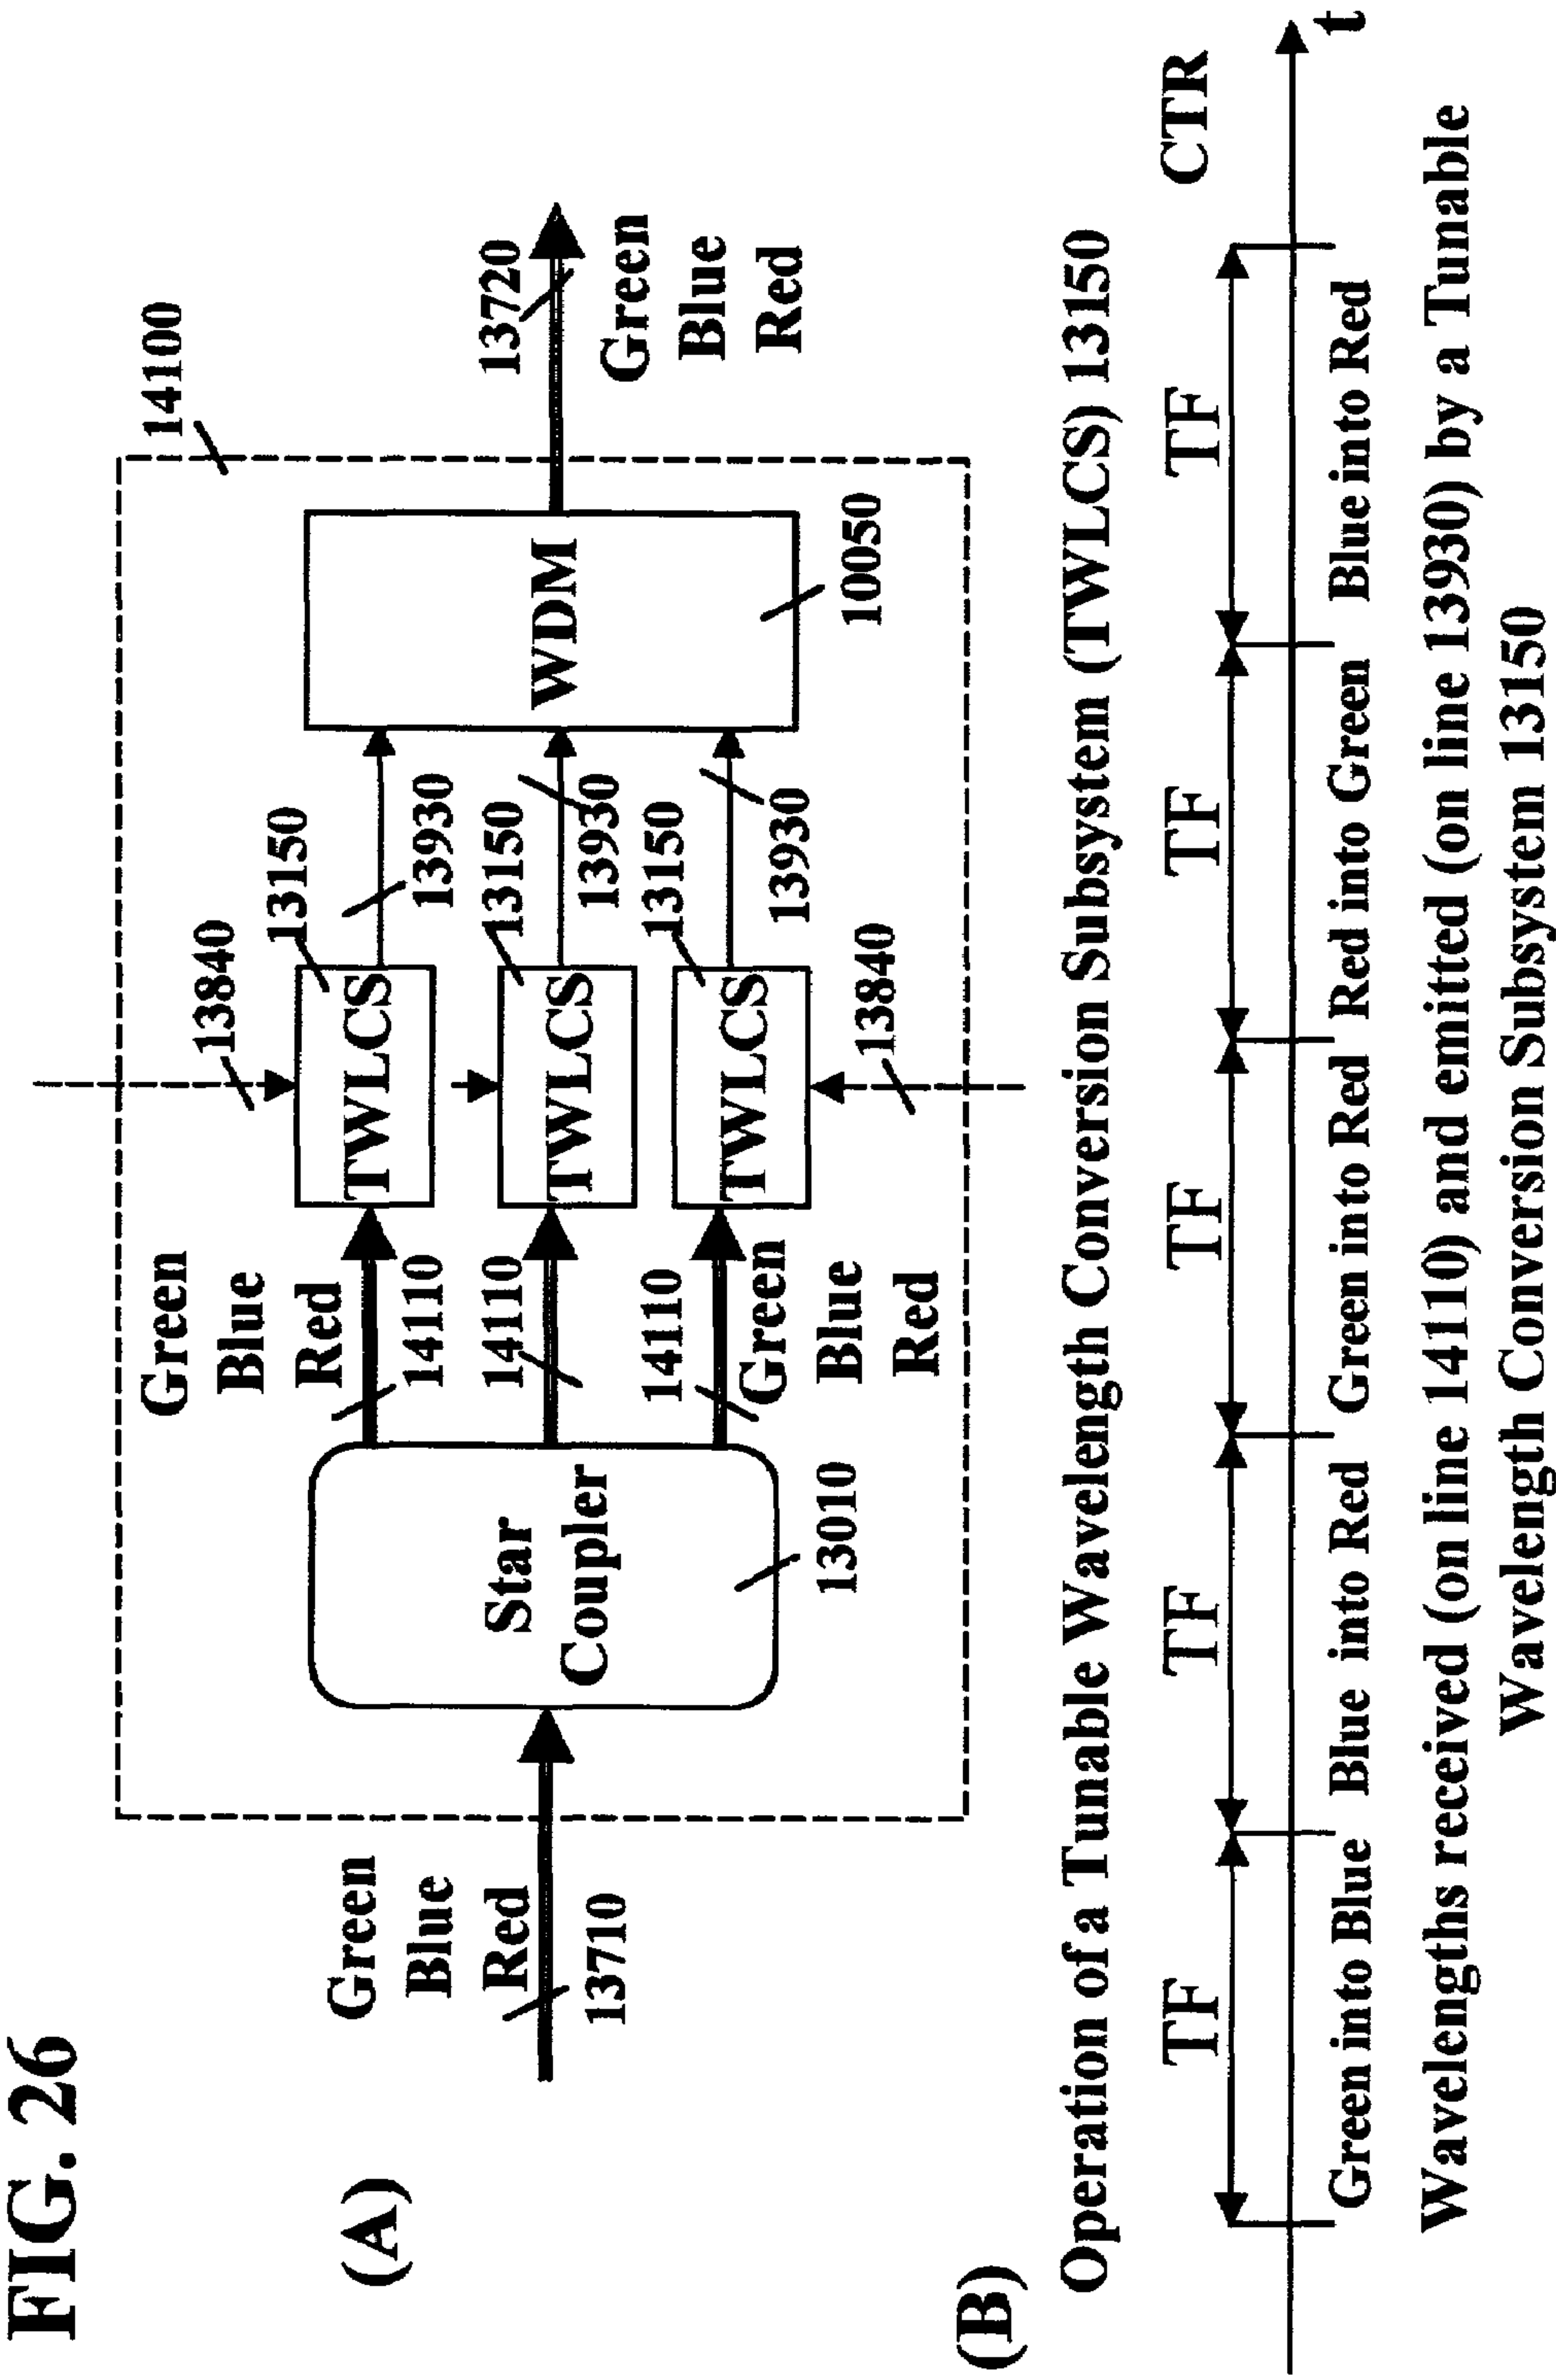 FIG. 26
(A)
14100
Green
Blue
Red
13710
Star
Coupler
13010
Green
Blue
Red
14110
14110
14110
Green
Blue
Red
13840
TWLCS
13150
13930
TWLCS
13150
13930
TWLCS
13150
13930
13840
WDM
10050
13720
Green
Blue
Red
(B)
Operation of a Tunable Wavelength Conversion Subsystem (TWLCS) 13150
TF TF TF TF TF CTR
t
Green into Blue Blue into Red Green into Red Red into Green Blue into Red
Wavelengths received (on line 14110) and emitted (on line 13930) by a Tunable
Wavelength Conversion Subsystem 13150